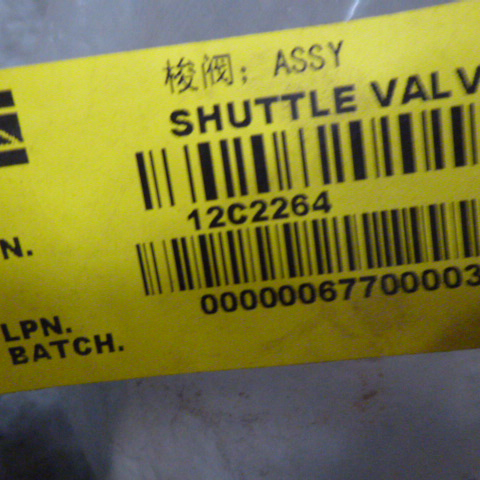 梭阀; ASSY
SHUTTLE VALV
12C2264
N.
00000067700003
LPN.
BATCH.